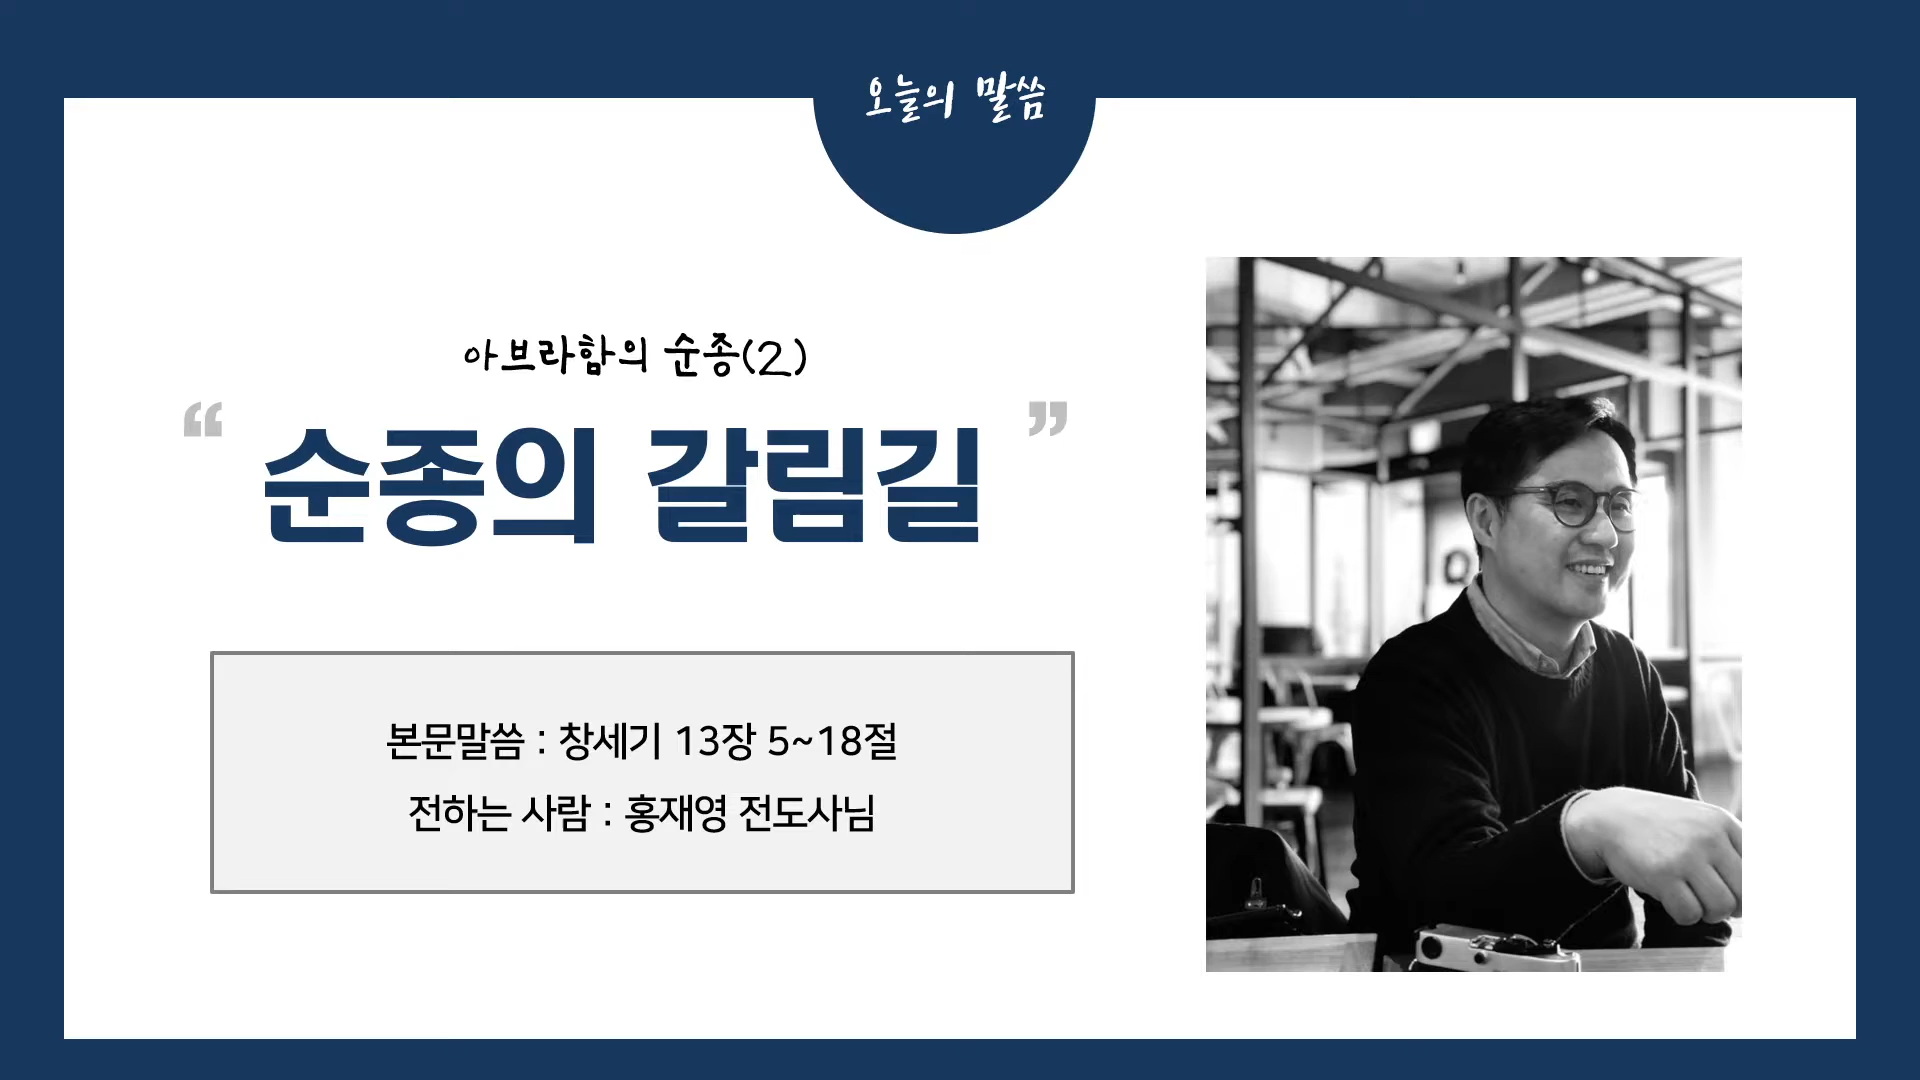 오늘의 말씀
아브라함의 순종(2)
“ 순종의 갈림길 ”
본문말씀 : 창세기 13장 5~18절
전하는 사람 : 홍재영 전도사님